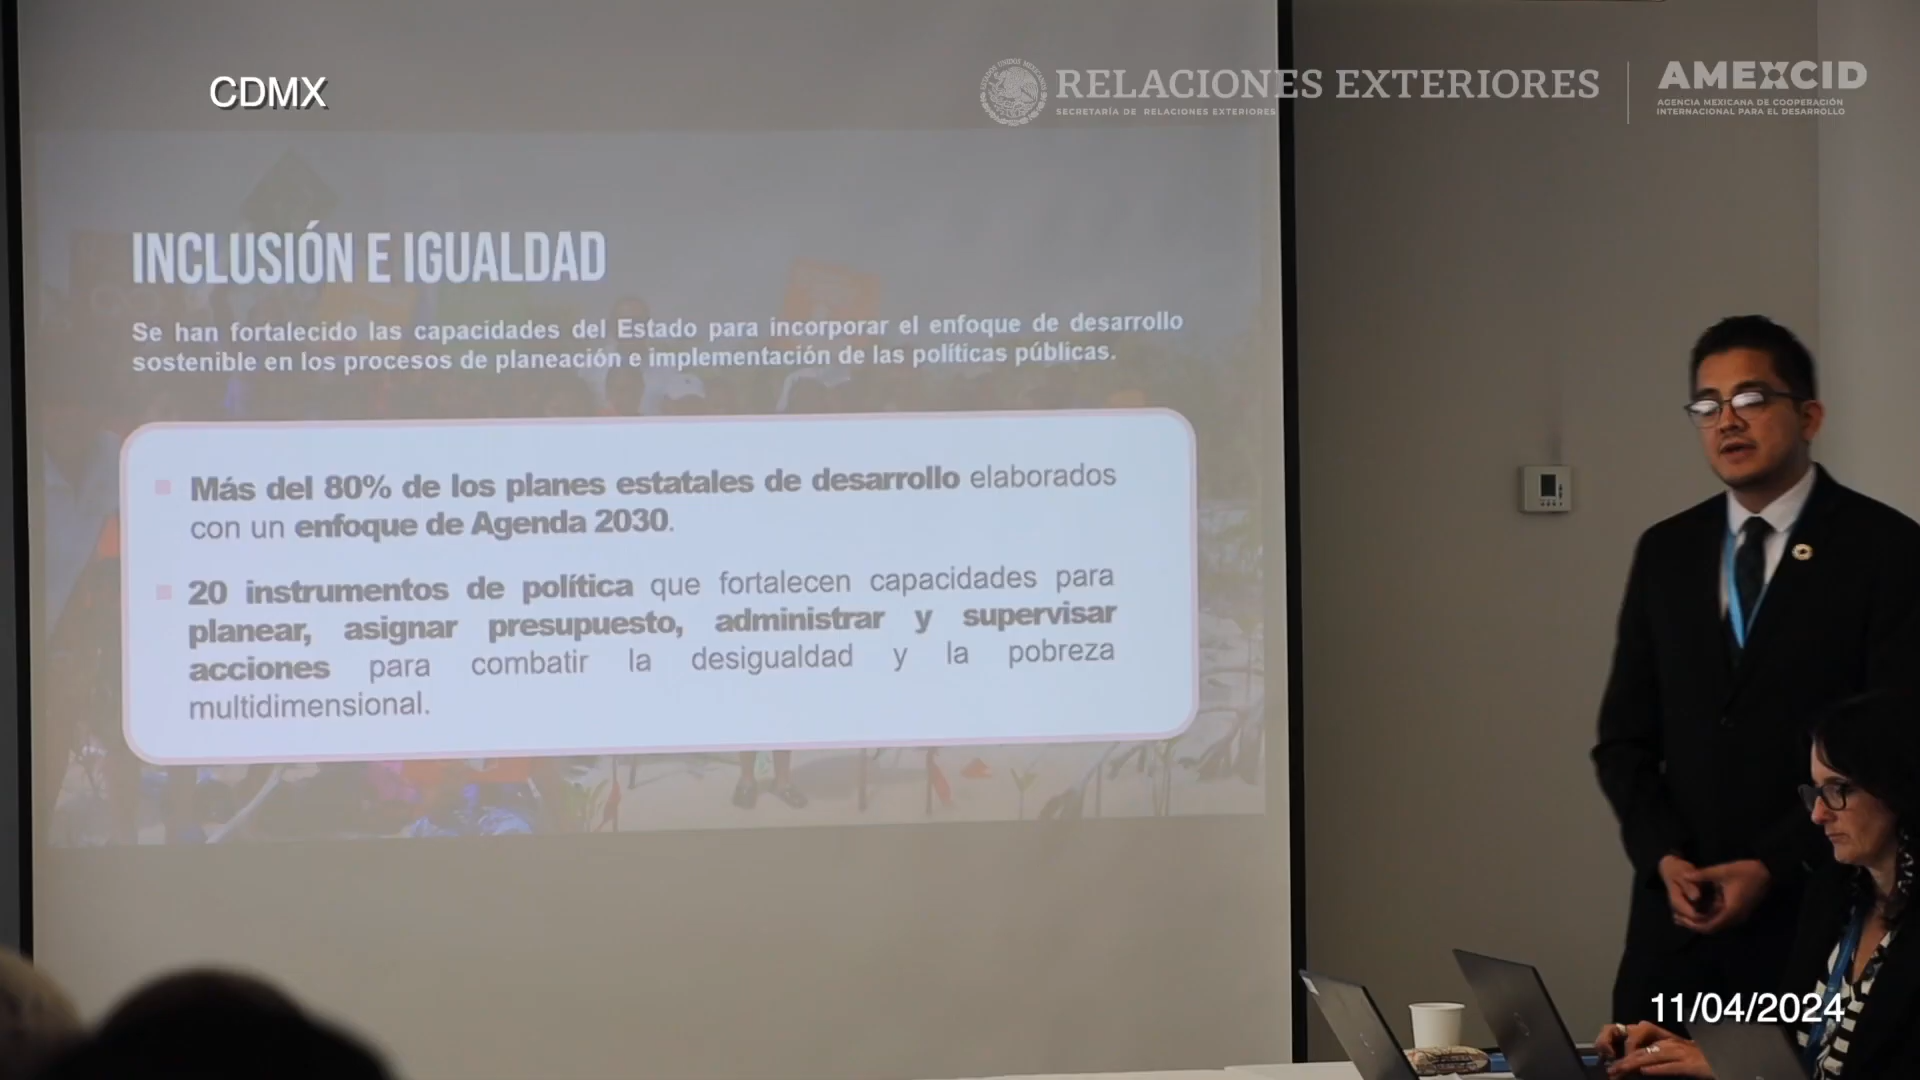 CDMX
RELACIONES EXTERIORES
SECRETARÍA DE RELACIONES EXTERIORES
AMEXCID
AGENCIA MEXICANA DE COOPERACIÓN
INTERNACIONAL PARA EL DESARROLLO
INCLUSIÓN E IGUALDAD
Se han fortalecido las capacidades del Estado para incorporar el enfoque de desarrollo
sostenible en los procesos de planeación e implementación de las políticas públicas.
Más del 80% de los planes estatales de desarrollo elaborados
con un enfoque de Agenda 2030.
20 instrumentos de política que fortalecen capacidades para
planear, asignar presupuesto, administrar y supervisar
acciones para combatir la desigualdad y la pobreza
multidimensional.
11/04/2024